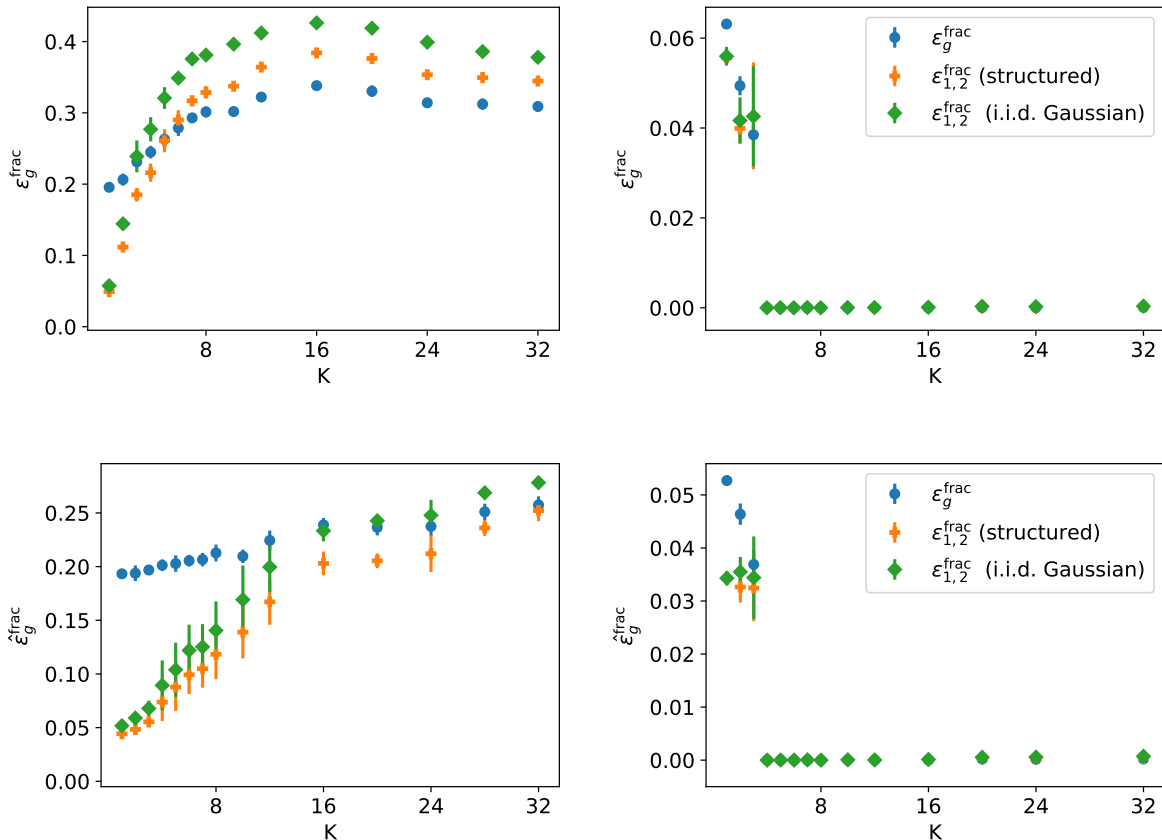 0.4
0.3
0.2
0.1
0.0
ε_g^frac
8 16 24 32
K
0.06
0.04
0.02
0.00
ε_g^frac
ε_g^frac
ε_{1,2}^frac (structured)
ε_{1,2}^frac (i.i.d. Gaussian)
8 16 24 32
K
0.25
0.20
0.15
0.10
0.05
0.00
ε̂_g^frac
8 16 24 32
K
0.05
0.04
0.03
0.02
0.01
0.00
ε̂_g^frac
ε_g^frac
ε_{1,2}^frac (structured)
ε_{1,2}^frac (i.i.d. Gaussian)
8 16 24 32
K